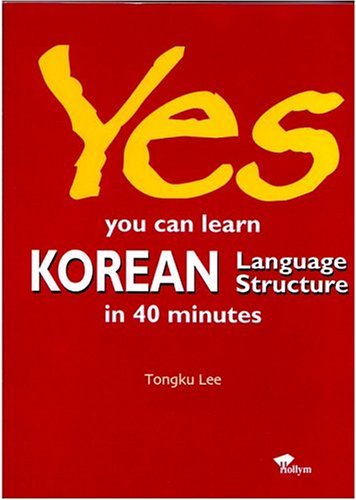 Yes
you can learn
KOREAN Language Structure
in 40 minutes
Tongku Lee
Hollym